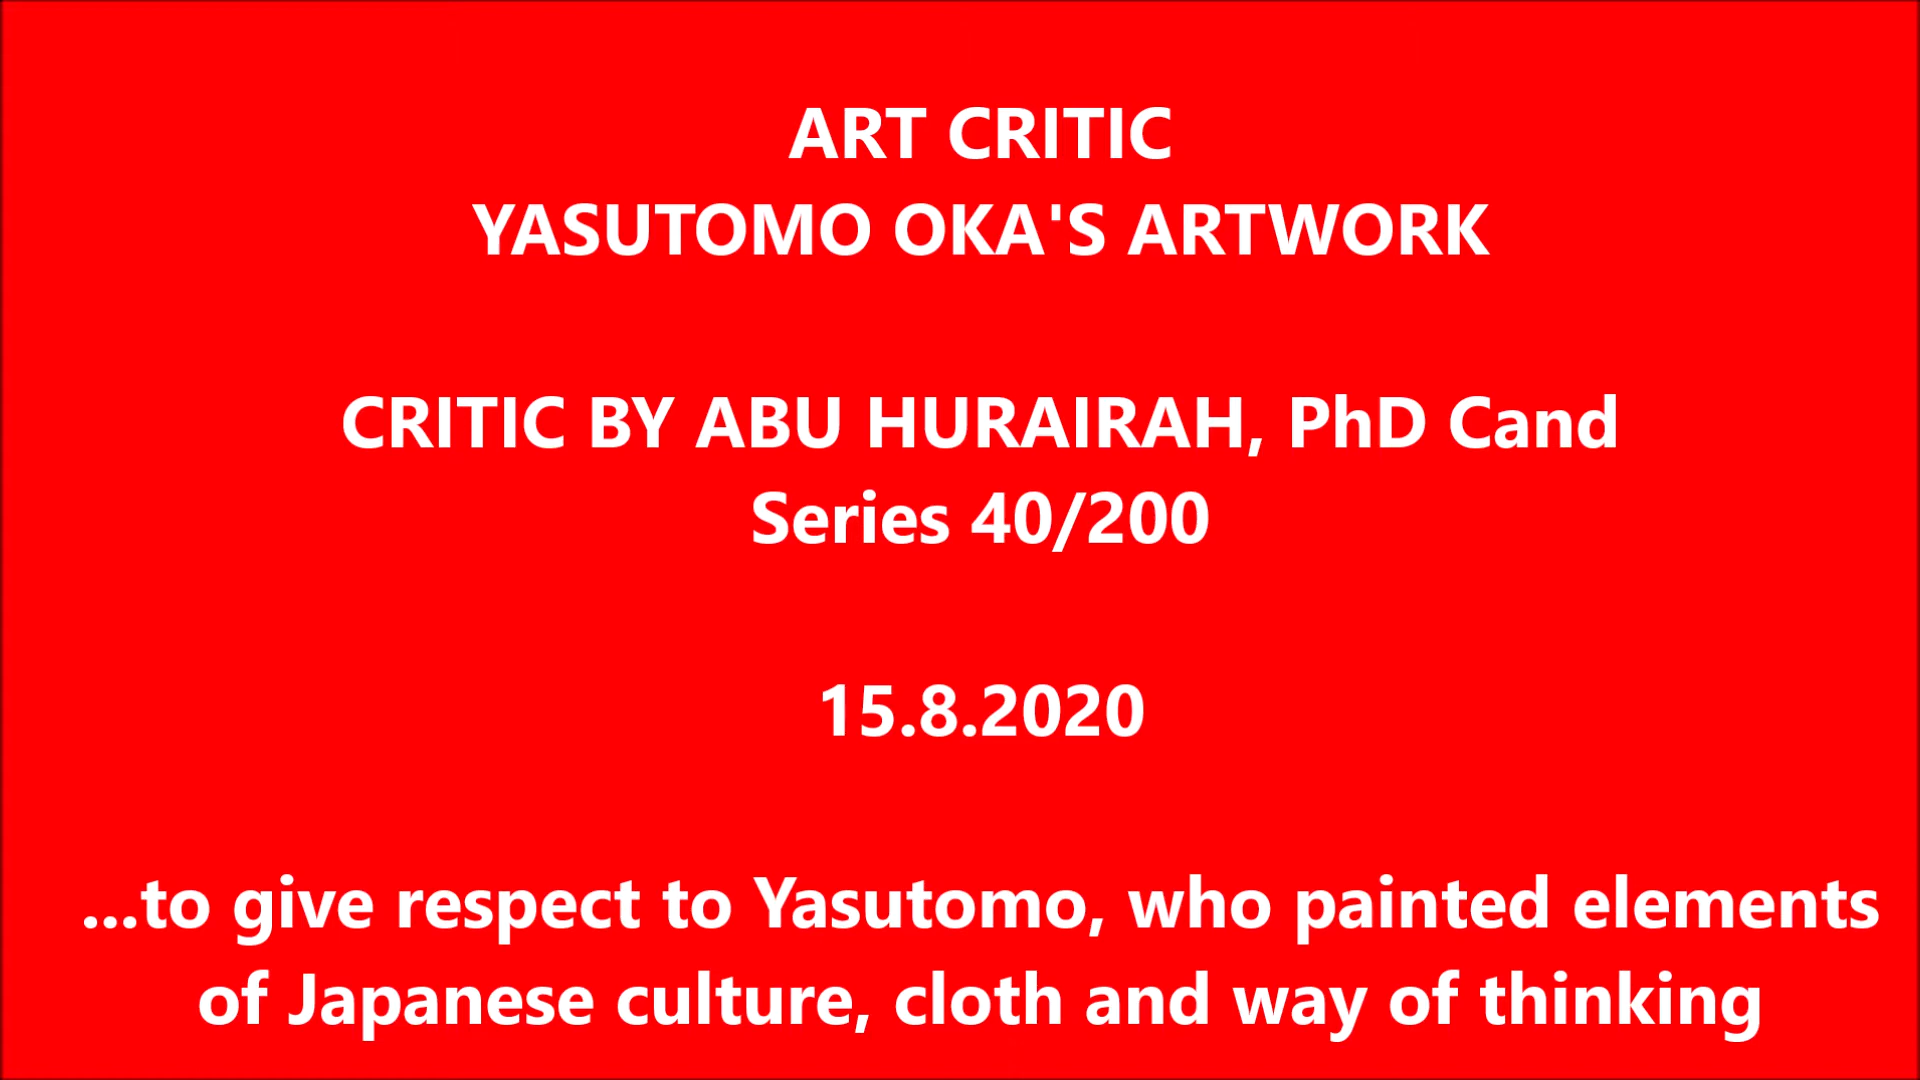 ART CRITIC
YASUTOMO OKA'S ARTWORK
CRITIC BY ABU HURAIRAH, PhD Cand
Series 40/200
15.8.2020
...to give respect to Yasutomo, who painted elements
of Japanese culture, cloth and way of thinking